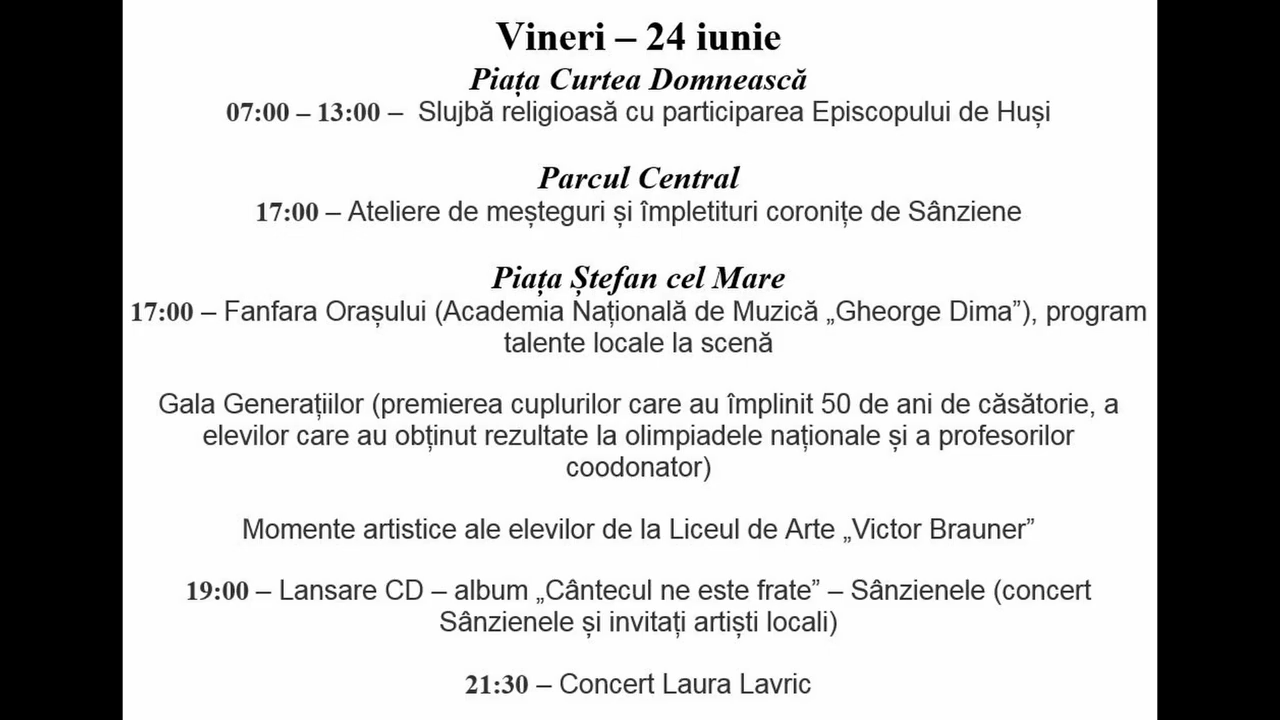 Vineri – 24 iunie
Piața Curtea Domnească
07:00 – 13:00 – Slujbă religioasă cu participarea Episcopului de Huși
Parcul Central
17:00 – Ateliere de meșteguri și împletituri coronițe de Sânziene
Piața Ștefan cel Mare
17:00 – Fanfara Orașului (Academia Națională de Muzică „Gheorge Dima”), program
talente locale la scenă
Gala Generațiilor (premierea cuplurilor care au împlinit 50 de ani de căsătorie, a
elevilor care au obținut rezultate la olimpiadele naționale și a profesorilor
coodonator)
Momente artistice ale elevilor de la Liceul de Arte „Victor Brauner”
19:00 – Lansare CD – album „Cântecul ne este frate” – Sânzienele (concert
Sânzienele și invitați artiști locali)
21:30 – Concert Laura Lavric